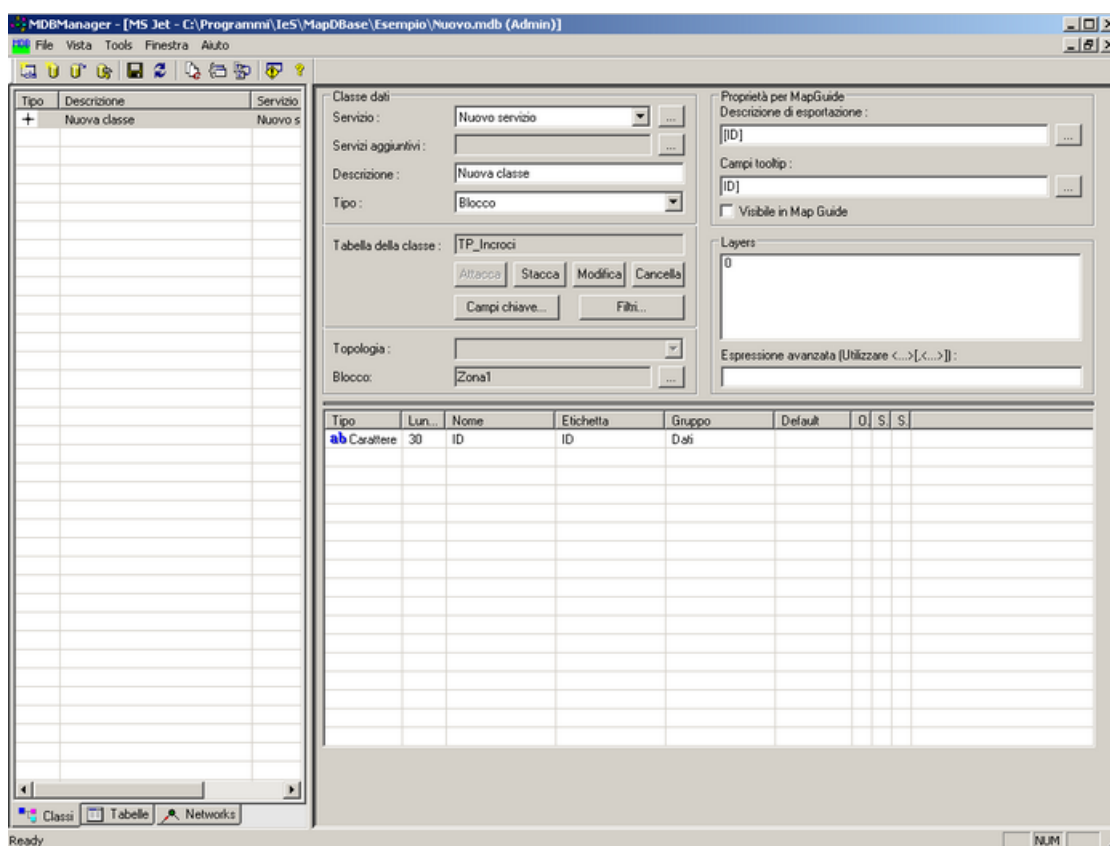 MDBManager - [MS Jet - C:\Programmi\IeS\MapDBase\Esempio\Nuovo.mdb (Admin)]
MDB File Vista Tools Finestra Aiuto
Tipo Descrizione Servizio
Nuova classe Nuovo s
Classe dati
Servizio : Nuovo servizio ...
Servizi aggiuntivi : ...
Descrizione : Nuova classe
Tipo : Blocco
Tabella della classe : TP_Incroci
Attacca Stacca Modifica Cancella
Campi chiave... Filtri...
Topologia :
Blocco: Zona1 ...
Proprietà per MapGuide
Descrizione di esportazione :
[ID] ...
Campi tooltip :
ID] ...
Visibile in Map Guide
Layers
0
Espressione avanzata (Utilizzare <...>[,<...>]) :
Tipo Lun... Nome Etichetta Gruppo Default O. S. S.
ab Carattere 30 ID ID Dati
Classi Tabelle Networks
Ready NUM